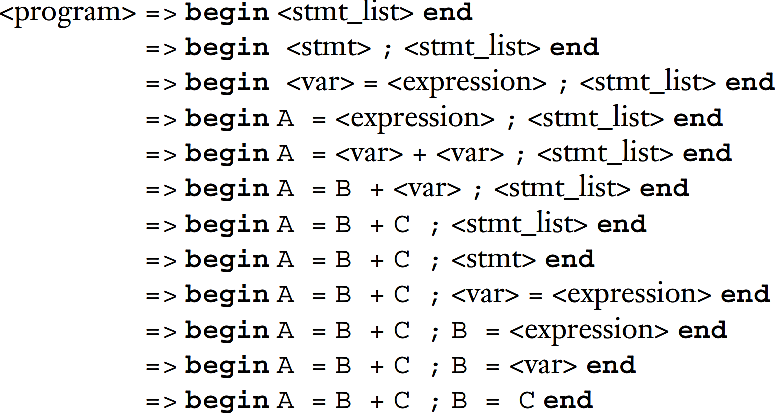 <program> => begin <stmt_list> end
=> begin <stmt> ; <stmt_list> end
=> begin <var> = <expression> ; <stmt_list> end
=> begin A = <expression> ; <stmt_list> end
=> begin A = <var> + <var> ; <stmt_list> end
=> begin A = B + <var> ; <stmt_list> end
=> begin A = B + C ; <stmt_list> end
=> begin A = B + C ; <stmt> end
=> begin A = B + C ; <var> = <expression> end
=> begin A = B + C ; B = <expression> end
=> begin A = B + C ; B = <var> end
=> begin A = B + C ; B = C end